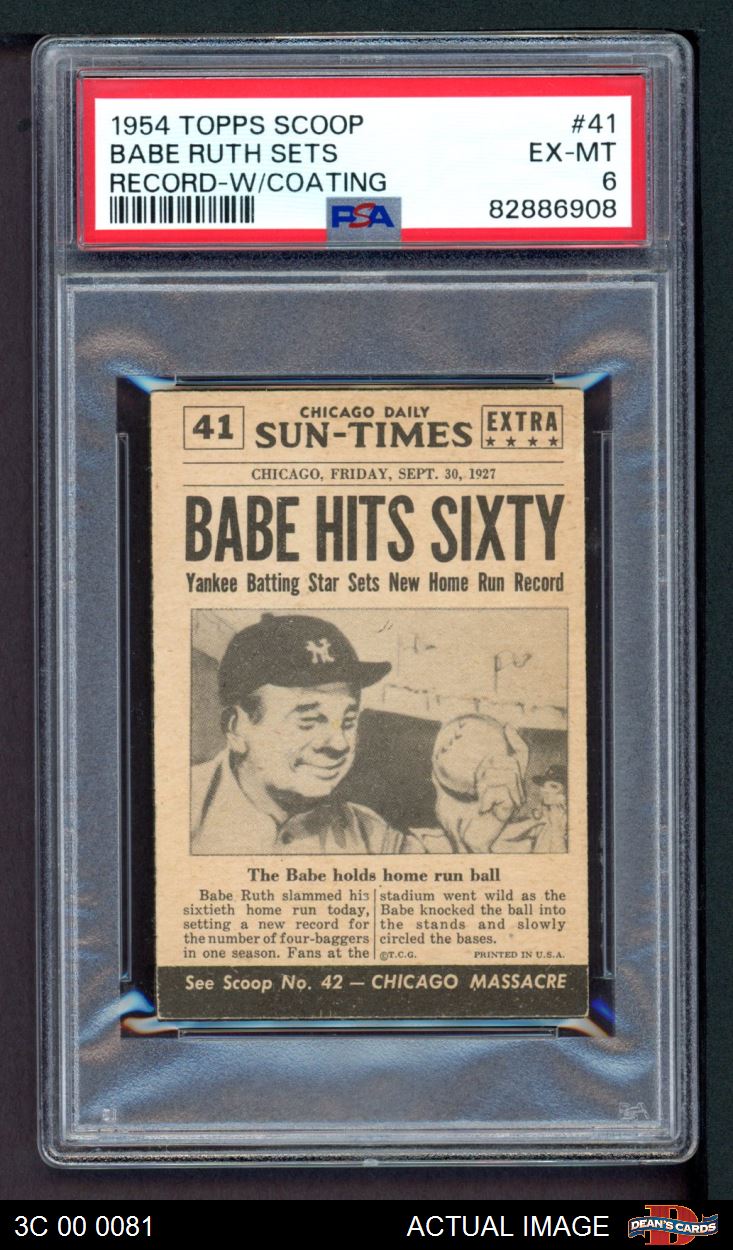 1954 TOPPS SCOOP #41
BABE RUTH SETS EX-MT
RECORD-W/COATING 6
PSA 82886908
41 CHICAGO DAILY EXTRA
SUN-TIMES
CHICAGO, FRIDAY, SEPT. 30, 1927
BABE HITS SIXTY
Yankee Batting Star Sets New Home Run Record
NY
The Babe holds home run ball
Babe Ruth slammed his
sixtieth home run today,
setting a new record for
the number of four-baggers
in one season. Fans at the
stadium went wild as the
Babe knocked the ball into
the stands and slowly
circled the bases.
©T.C.G. PRINTED IN U.S.A.
See Scoop No. 42 — CHICAGO MASSACRE
PSA
3C 00 0081 ACTUAL IMAGE DEAN'S CARDS